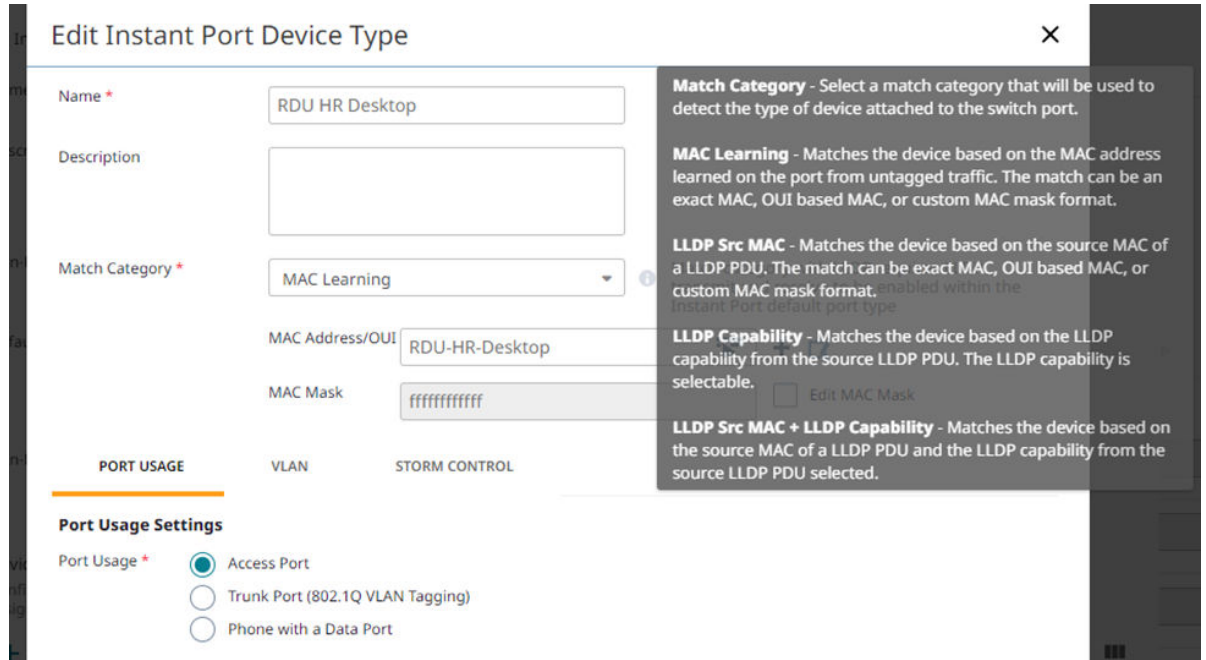 Edit Instant Port Device Type
Name *
RDU HR Desktop
Description
Match Category *
MAC Learning
MAC Address/OUI
RDU-HR-Desktop
MAC Mask
ffffffffffff
Edit MAC Mask
Match Category - Select a match category that will be used to
detect the type of device attached to the switch port.
MAC Learning - Matches the device based on the MAC address
learned on the port from untagged traffic. The match can be an
exact MAC, OUI based MAC, or custom MAC mask format.
LLDP Src MAC - Matches the device based on the source MAC of
a LLDP PDU. The match can be exact MAC, OUI based MAC, or
custom MAC mask format.
enabled within the
Instant Port default port type
LLDP Capability - Matches the device based on the LLDP
capability from the source LLDP PDU. The LLDP capability is
selectable.
LLDP Src MAC + LLDP Capability - Matches the device based on
the source MAC of a LLDP PDU and the LLDP capability from the
source LLDP PDU selected.
PORT USAGE
VLAN
STORM CONTROL
Port Usage Settings
Port Usage *
Access Port
Trunk Port (802.1Q VLAN Tagging)
Phone with a Data Port